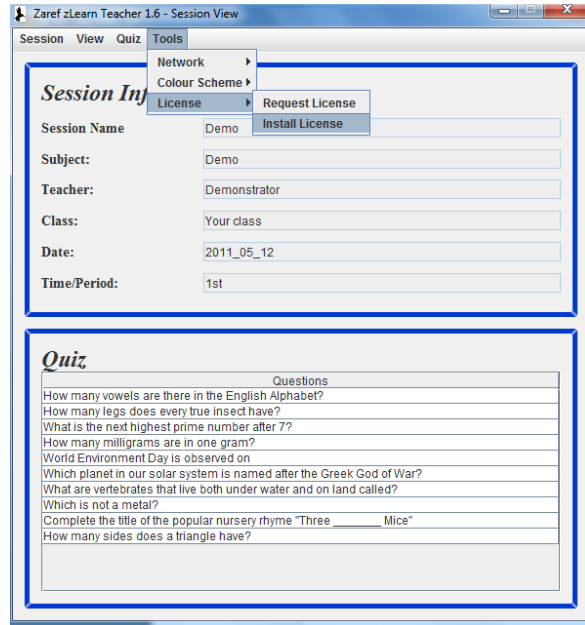 Zaref zLearn Teacher 1.6 - Session View
Session View Quiz Tools
Network
Colour Scheme
License
Request License
Install License
Session Inf
Session Name Demo
Subject: Demo
Teacher: Demonstrator
Class: Your class
Date: 2011_05_12
Time/Period: 1st
Quiz
Questions
How many vowels are there in the English Alphabet?
How many legs does every true insect have?
What is the next highest prime number after 7?
How many milligrams are in one gram?
World Environment Day is observed on
Which planet in our solar system is named after the Greek God of War?
What are vertebrates that live both under water and on land called?
Which is not a metal?
Complete the title of the popular nursery rhyme "Three ________ Mice"
How many sides does a triangle have?